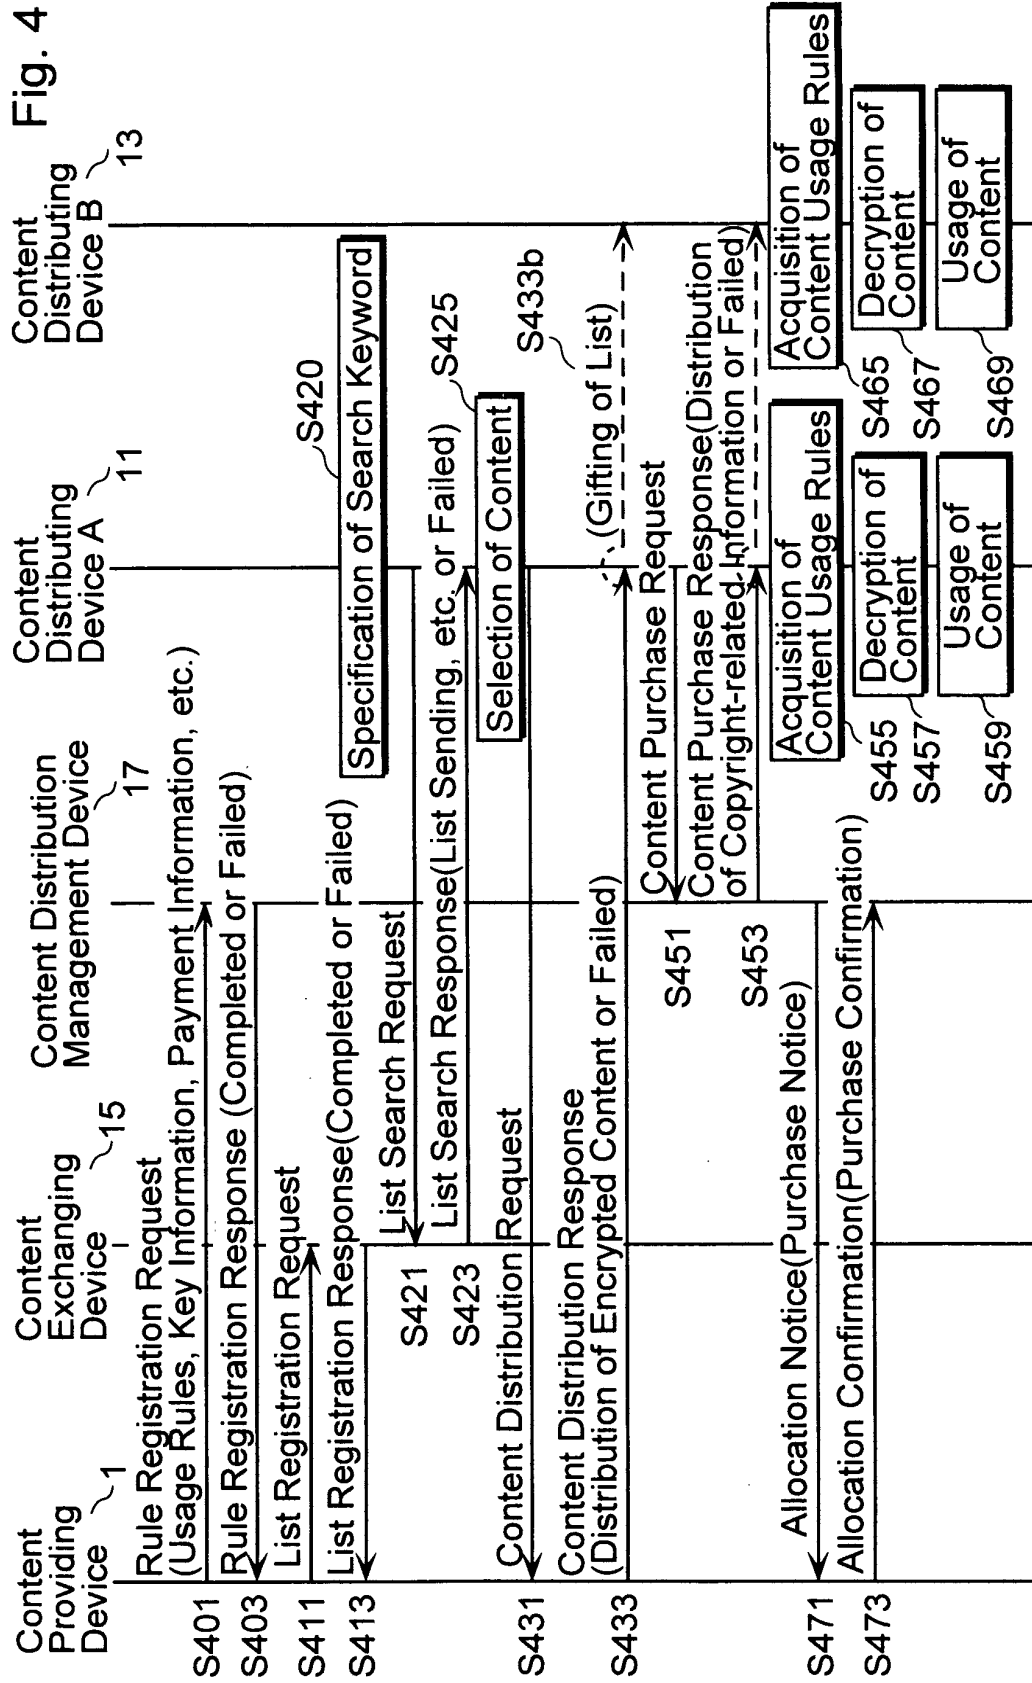 Fig. 4
Content
Providing
Device
1
Content
Exchanging
Device
15
Content Distribution
Management Device
17
Content
Distributing
Device A
11
Content
Distributing
Device B
13
S401
Rule Registration Request
(Usage Rules, Key Information, Payment Information, etc.)
S403
Rule Registration Response (Completed or Failed)
S411
List Registration Request
S413
List Registration Response(Completed or Failed)
S420
Specification of Search Keyword
S421
List Search Request
S423
List Search Response(List Sending, etc. or Failed)
S425
Selection of Content
S431
Content Distribution Request
S433
Content Distribution Response
(Distribution of Encrypted Content or Failed)
S433b
(Gifting of List)
S451
Content Purchase Request
S453
Content Purchase Response(Distribution
of Copyright-related Information or Failed)
S455
Acquisition of
Content Usage Rules
S465
Acquisition of
Content Usage Rules
S457
Decryption of
Content
S467
Decryption of
Content
S459
Usage of
Content
S469
Usage of
Content
S471
Allocation Notice(Purchase Notice)
S473
Allocation Confirmation(Purchase Confirmation)